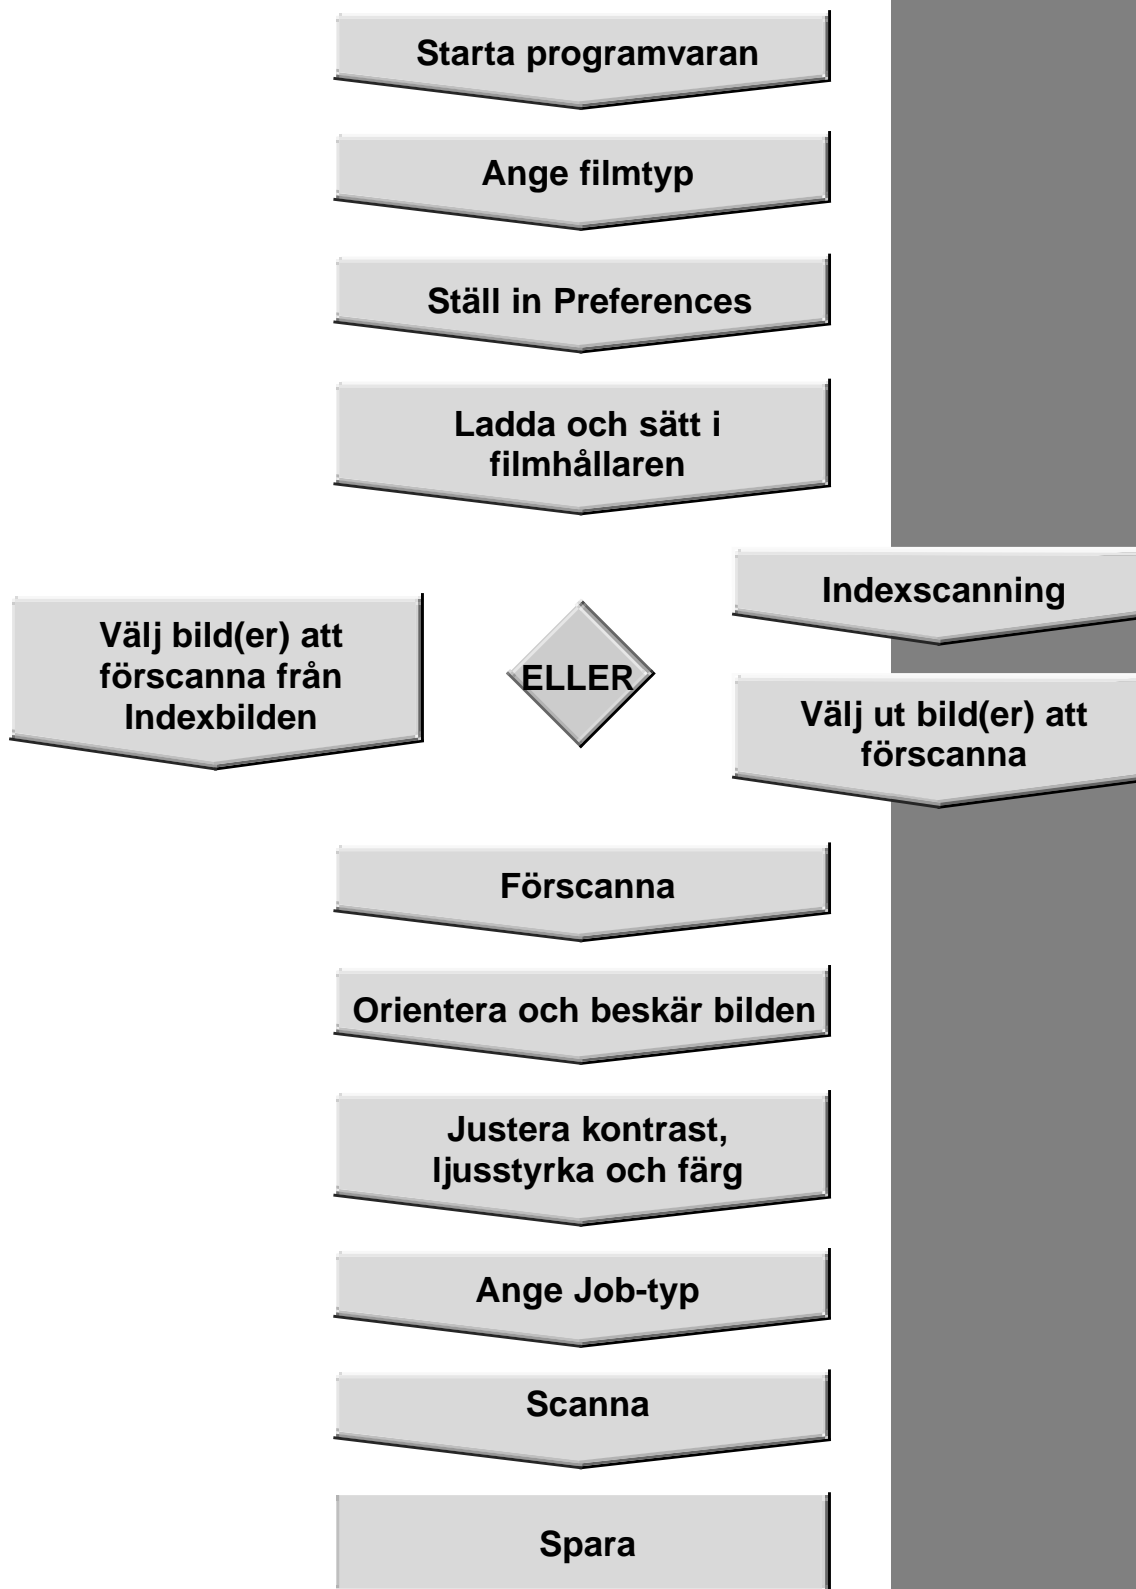 Starta programvaran
Ange filmtyp
Ställ in Preferences
Ladda och sätt i
filmhållaren
Välj bild(er) att
förscanna från
Indexbilden
ELLER
Indexscanning
Välj ut bild(er) att
förscanna
Förscanna
Orientera och beskär bilden
Justera kontrast,
ljusstyrka och färg
Ange Job-typ
Scanna
Spara